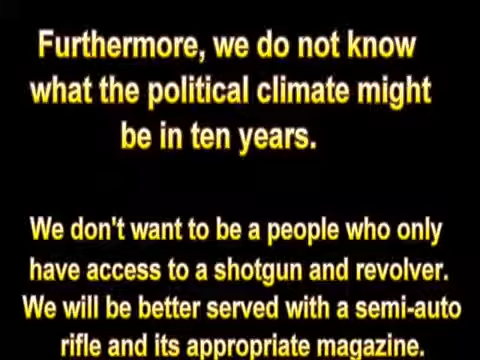 Furthermore, we do not know
what the political climate might
be in ten years.
We don't want to be a people who only
have access to a shotgun and revolver.
We will be better served with a semi-auto
rifle and its appropriate magazine.